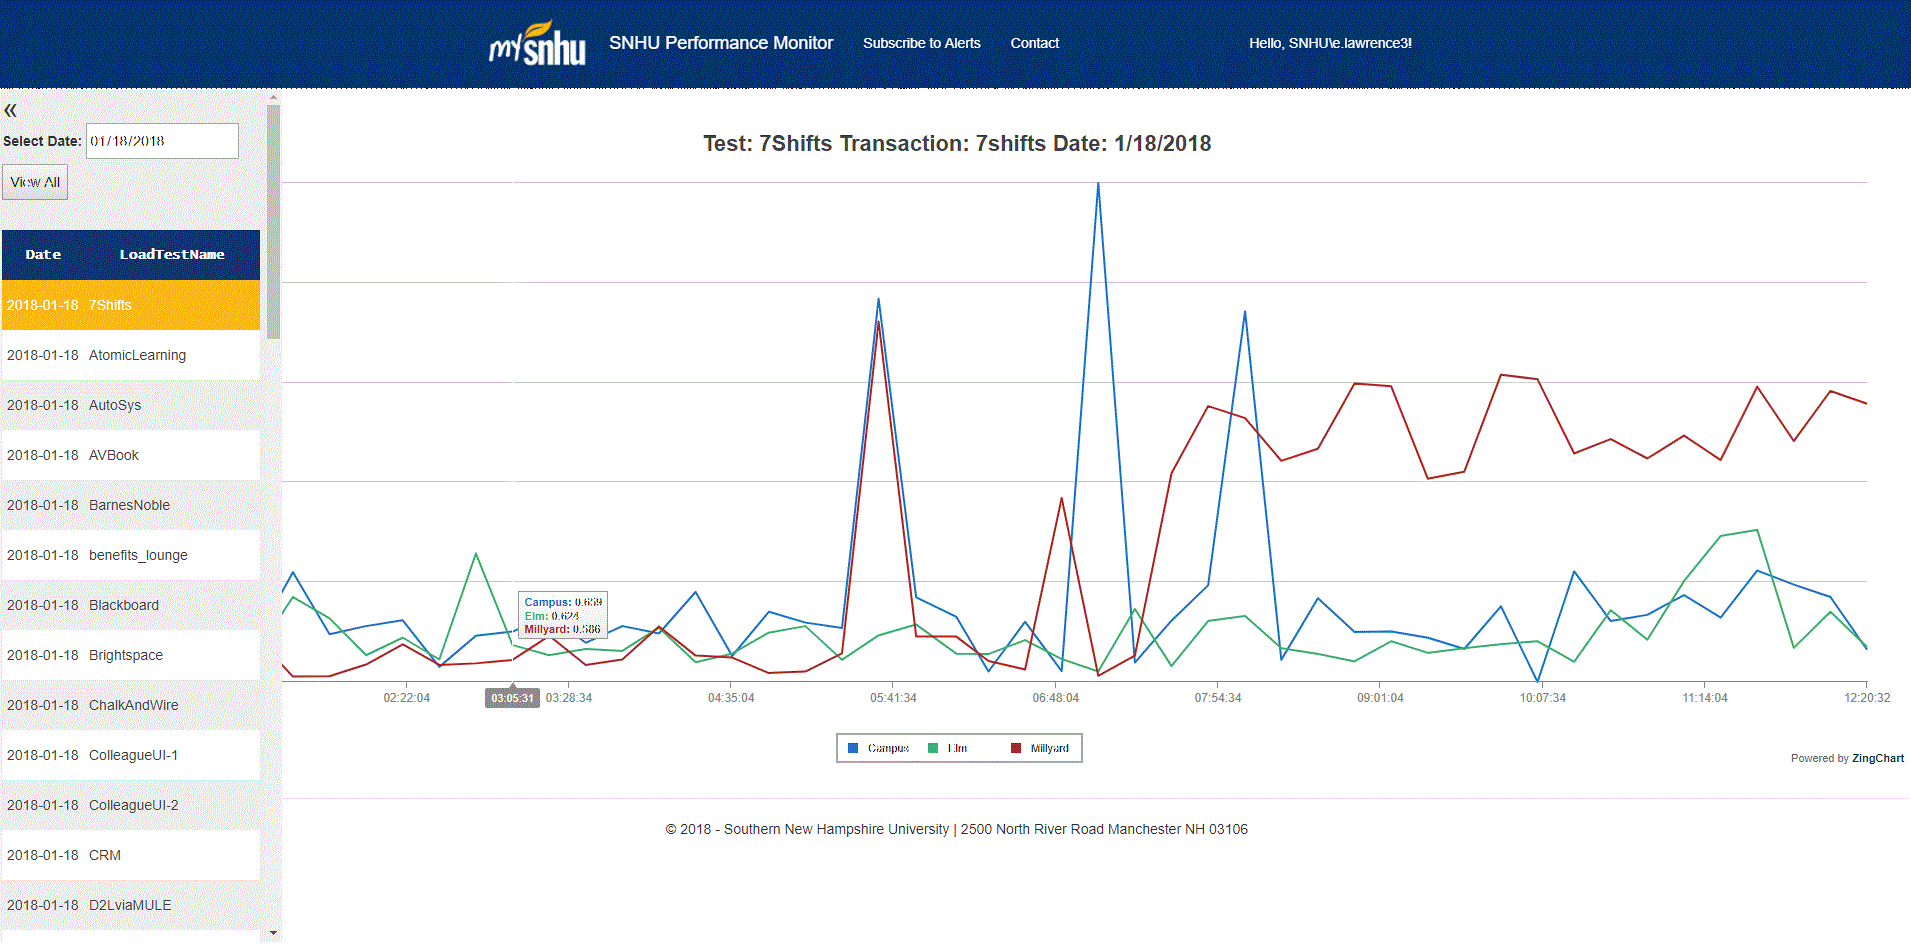 my snhu SNHU Performance Monitor Subscribe to Alerts Contact Hello, SNHU\e.lawrence3!
«
Select Date: 01/18/2018
View All
Date LoadTestName
2018-01-18 7Shifts
2018-01-18 AtomicLearning
2018-01-18 AutoSys
2018-01-18 AVBook
2018-01-18 BarnesNoble
2018-01-18 benefits_lounge
2018-01-18 Blackboard
2018-01-18 Brightspace
2018-01-18 ChalkAndWire
2018-01-18 ColleagueUI-1
2018-01-18 ColleagueUI-2
2018-01-18 CRM
2018-01-18 D2LviaMULE
Test: 7Shifts Transaction: 7shifts Date: 1/18/2018
Campus: 0.659
Elm: 0.624
Millyard: 0.586
02:22:04 03:05:31 03:28:34 04:35:04 05:41:34 06:48:04 07:54:34 09:01:04 10:07:34 11:14:04 12:20:32
Campus Elm Millyard
Powered by ZingChart
© 2018 - Southern New Hampshire University | 2500 North River Road Manchester NH 03106